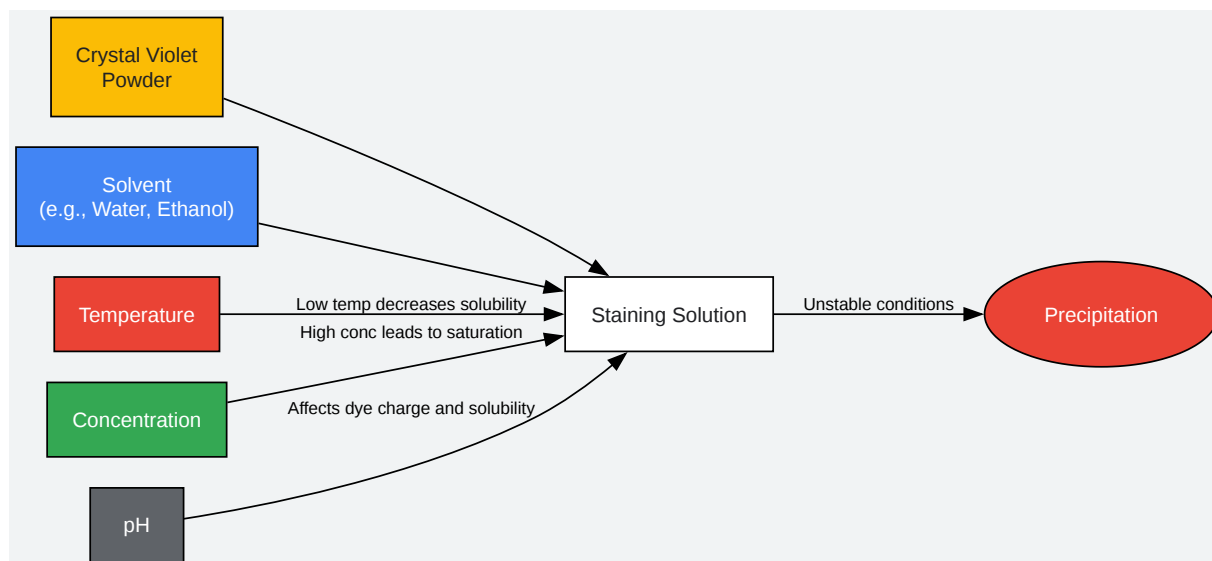 Crystal Violet
Powder
Solvent
(e.g., Water, Ethanol)
Temperature
Low temp decreases solubility
High conc leads to saturation
Staining Solution
Unstable conditions
Precipitation
Concentration
Affects dye charge and solubility
pH